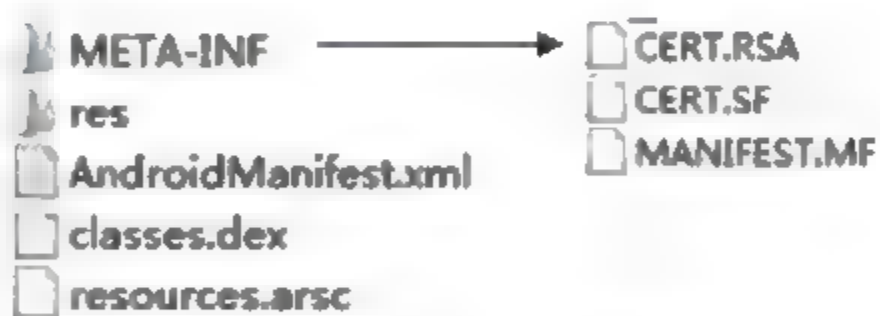 META-INF
res
AndroidManifest.xml
classes.dex
resources.arsc
CERT.RSA
CERT.SF
MANIFEST.MF